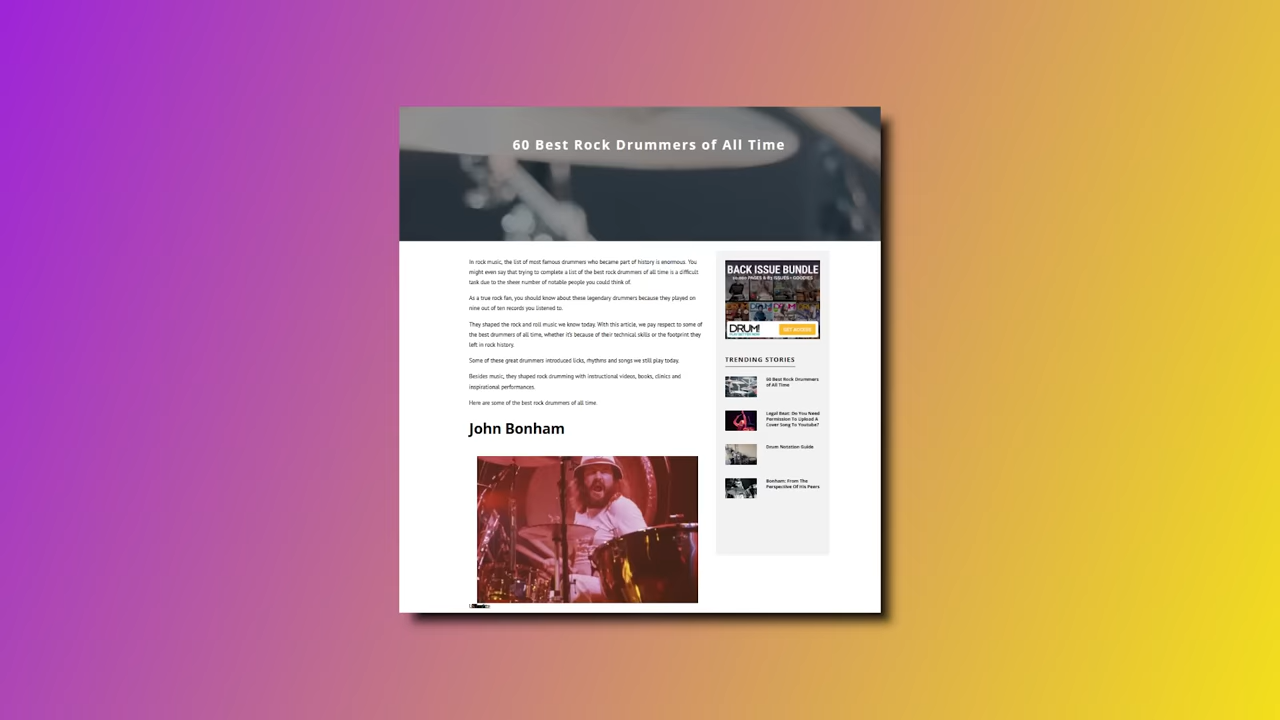 60 Best Rock Drummers of All Time
In rock music, the list of most famous drummers who became part of history is enormous. You
might even say that trying to complete a list of the best rock drummers of all time is a difficult
task due to the sheer number of notable people you could think of.
As a true rock fan, you should know about these legendary drummers because they played on
nine out of ten records you listened to.
They shaped the rock and roll music we know today. With this article, we pay respect to some of
the best drummers of all time, whether it's because of their technical skills or the footprint they
left in rock history.
Some of these great drummers introduced licks, rhythms and songs we still play today.
Besides music, they shaped rock drumming with instructional videos, books, clinics and
inspirational performances.
Here are some of the best rock drummers of all time.
John Bonham
BACK ISSUE BUNDLE
DRUM!
GET ACCESS
TRENDING STORIES
60 Best Rock Drummers
of All Time
Legal Beat: Do You Need
Permission To Upload A
Cover Song To Youtube?
Drum Notation Guide
Bonham: From The
Perspective Of His Peers